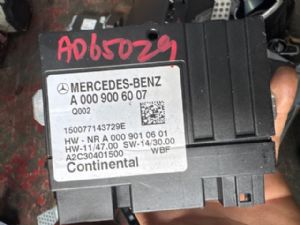 AD65029
MERCEDES-BENZ
A 000 900 60 07
Q002
150077143729E
HW - NR A 000 901 06 01
HW-11/47.00 SW-14/30.00
A2C30401500 WBF
Continental